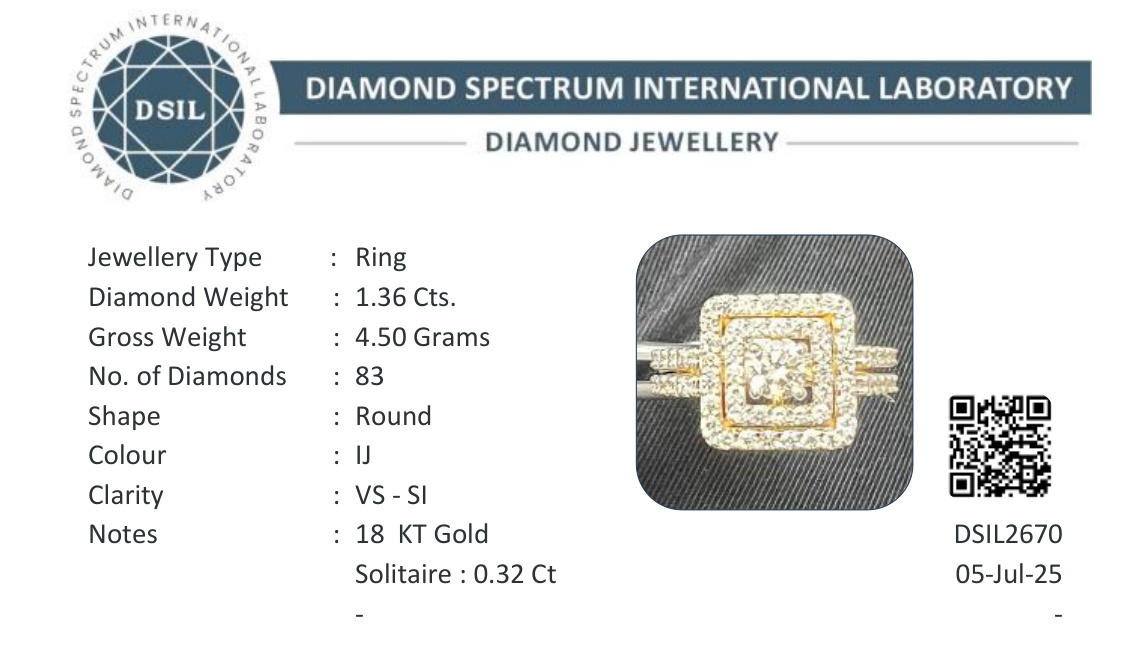 DIAMOND SPECTRUM INTERNATIONAL LABORATORY
DSIL
DIAMOND SPECTRUM INTERNATIONAL LABORATORY
DIAMOND JEWELLERY
Jewellery Type : Ring
Diamond Weight : 1.36 Cts.
Gross Weight : 4.50 Grams
No. of Diamonds : 83
Shape : Round
Colour : IJ
Clarity : VS - SI
Notes : 18 KT Gold
DSIL2670
Solitaire : 0.32 Ct
05-Jul-25
-
-